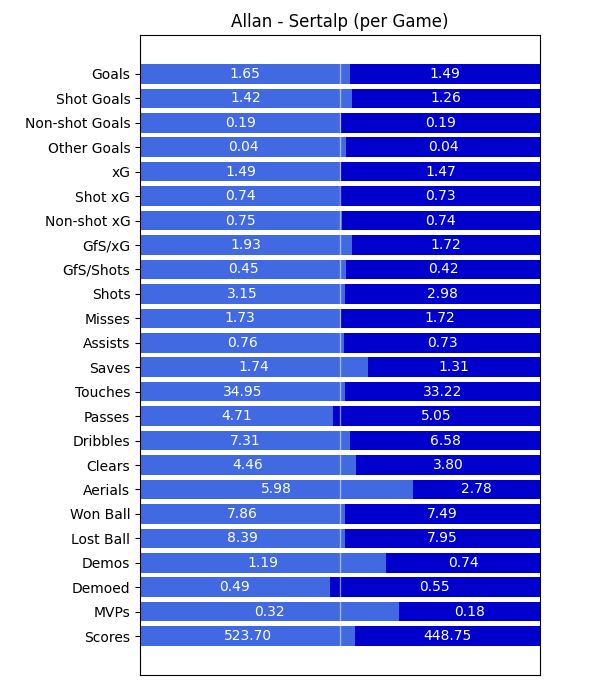 Allan - Sertalp (per Game)
Goals 1.65 1.49
Shot Goals 1.42 1.26
Non-shot Goals 0.19 0.19
Other Goals 0.04 0.04
xG 1.49 1.47
Shot xG 0.74 0.73
Non-shot xG 0.75 0.74
GfS/xG 1.93 1.72
GfS/Shots 0.45 0.42
Shots 3.15 2.98
Misses 1.73 1.72
Assists 0.76 0.73
Saves 1.74 1.31
Touches 34.95 33.22
Passes 4.71 5.05
Dribbles 7.31 6.58
Clears 4.46 3.80
Aerials 5.98 2.78
Won Ball 7.86 7.49
Lost Ball 8.39 7.95
Demos 1.19 0.74
Demoed 0.49 0.55
MVPs 0.32 0.18
Scores 523.70 448.75